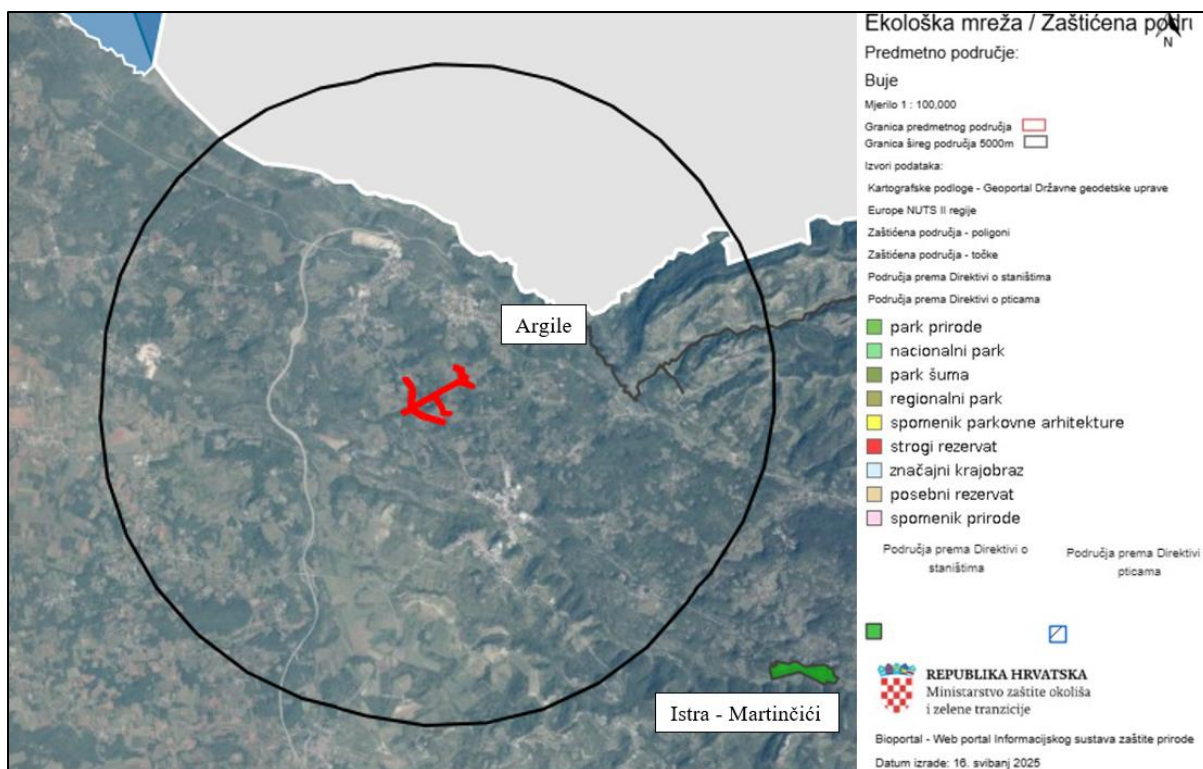 Argile
Istra - Martinčići
Ekološka mreža / Zaštićena podru
N
Predmetno područje:
Buje
Mjerilo 1 : 100,000
Granica predmetnog područja
Granica šireg područja 5000m
Izvori podataka:
Kartografske podloge - Geoportal Državne geodetske uprave
Europe NUTS II regije
Zaštićena područja - poligoni
Zaštićena područja - točke
Područja prema Direktivi o staništima
Područja prema Direktivi o pticama
park prirode
nacionalni park
park šuma
regionalni park
spomenik parkovne arhitekture
strogi rezervat
značajni krajobraz
posebni rezervat
spomenik prirode
Područja prema Direktivi o
staništima
Područja prema Direktivi
pticama
REPUBLIKA HRVATSKA
Ministarstvo zaštite okoliša
i zelene tranzicije
Bioportal - Web portal Informacijskog sustava zaštite prirode
Datum izrade: 16. svibanj 2025